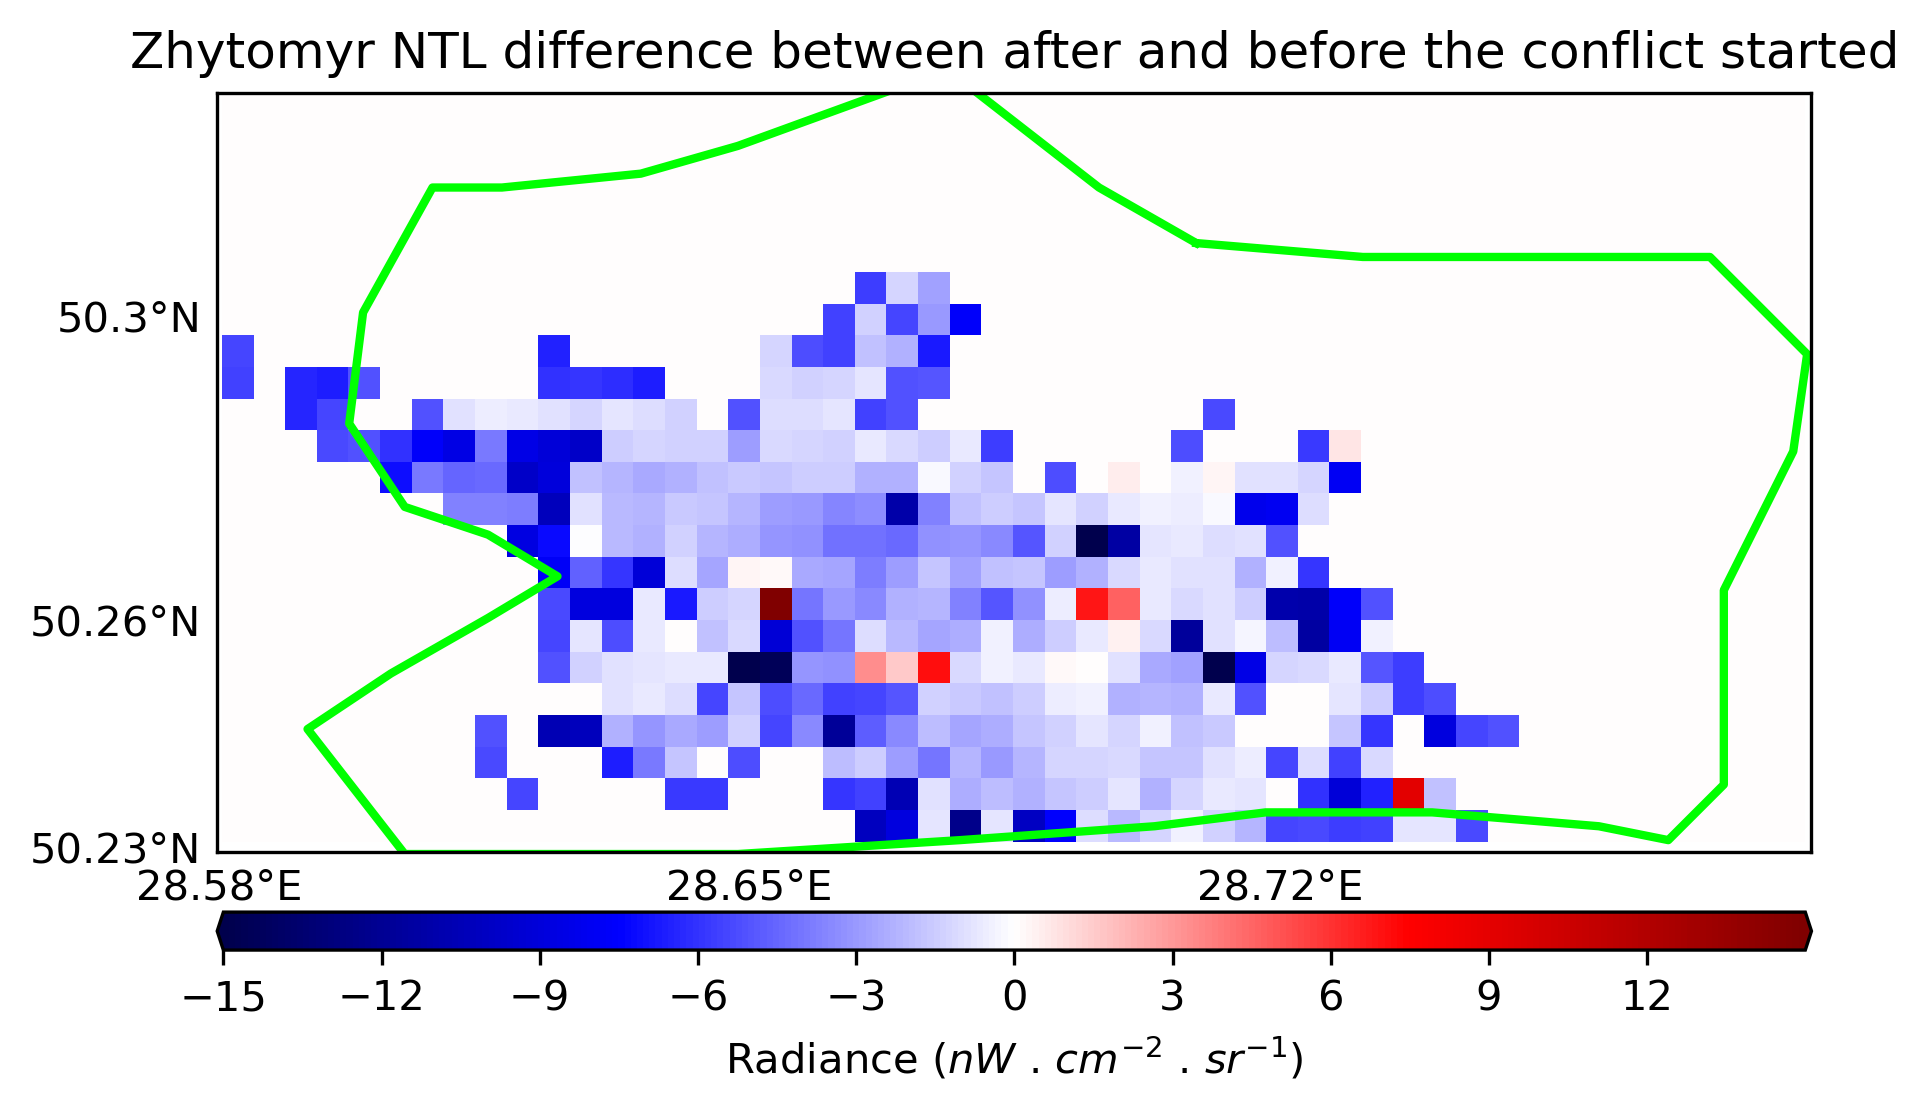 Zhytomyr NTL difference between after and before the conflict started
50.3°N
50.26°N
50.23°N
28.58°E 28.65°E 28.72°E
−15 −12 −9 −6 −3 0 3 6 9 12
Radiance (nW . cm⁻² . sr⁻¹)